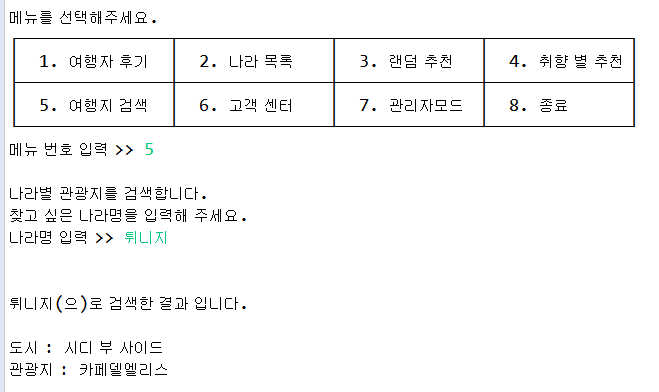 메뉴를 선택해주세요.
1. 여행자 후기 2. 나라 목록 3. 랜덤 추천 4. 취향 별 추천
5. 여행지 검색 6. 고객 센터 7. 관리자모드 8. 종료
메뉴 번호 입력 >> 5
나라별 관광지를 검색합니다.
찾고 싶은 나라명을 입력해 주세요.
나라명 입력 >> 튀니지
튀니지(으)로 검색한 결과 입니다.
도시 : 시디 부 사이드
관광지 : 카페델엘리스